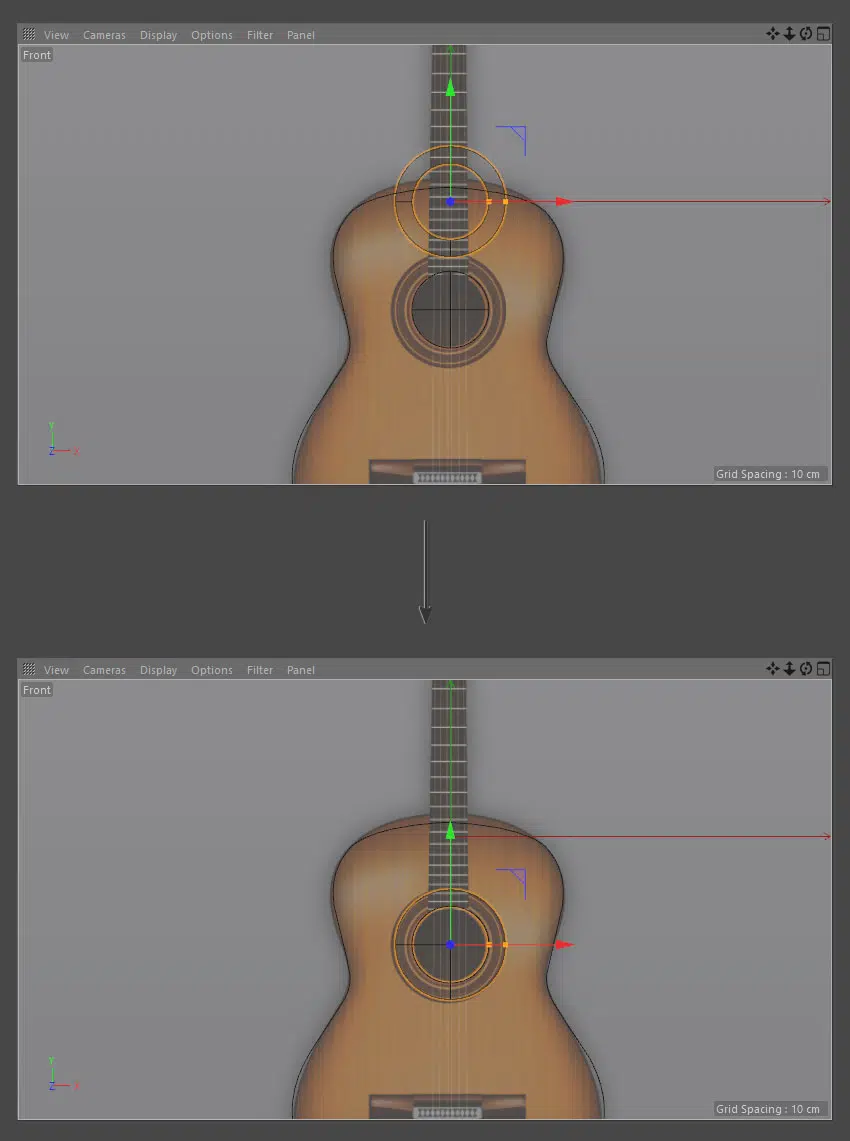 View Cameras Display Options Filter Panel
Front
Y
Z X
Grid Spacing : 10 cm
View Cameras Display Options Filter Panel
Front
Y
Z X
Grid Spacing : 10 cm